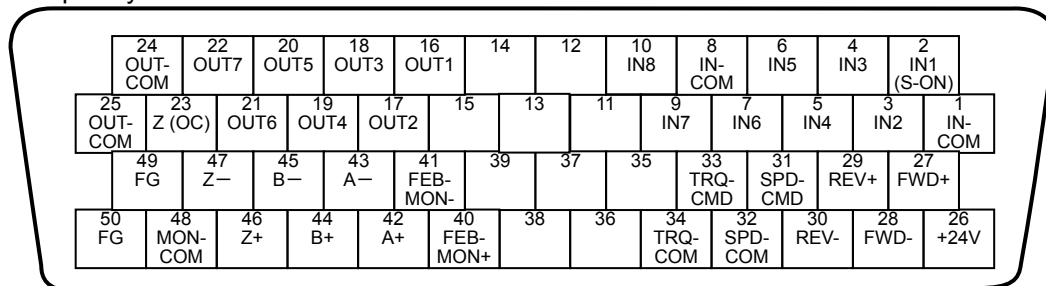 24 22 20 18 16 14 12 10 8 6 4 2
OUT- OUT7 OUT5 OUT3 OUT1 IN8 IN- IN5 IN3 IN1
COM COM (S-ON)
25 23 21 19 17 15 13 11 9 7 5 3 1
OUT- Z (OC) OUT6 OUT4 OUT2 IN7 IN6 IN4 IN2 IN-
COM COM
49 47 45 43 41 39 37 35 33 31 29 27
FG Z− B− A− FEB- TRQ- SPD- REV+ FWD+
MON- CMD CMD
50 48 46 44 42 40 38 36 34 32 30 28 26
FG MON- Z+ B+ A+ FEB- TRQ- SPD- REV- FWD- +24V
COM MON+ COM COM